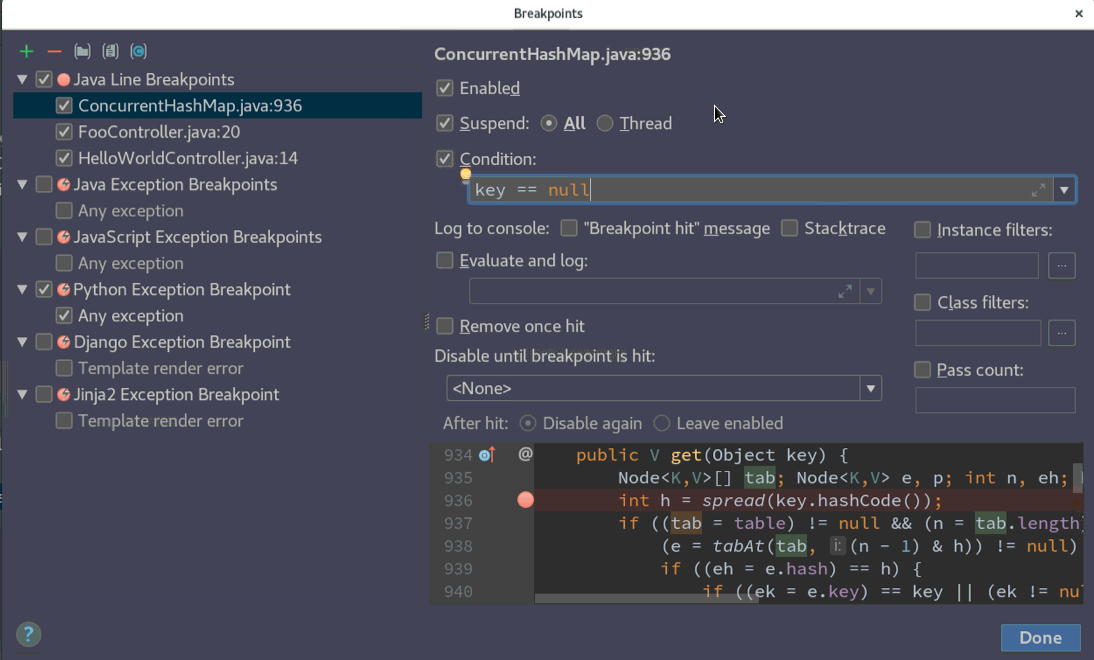 Breakpoints
Java Line Breakpoints
ConcurrentHashMap.java:936
FooController.java:20
HelloWorldController.java:14
Java Exception Breakpoints
Any exception
JavaScript Exception Breakpoints
Any exception
Python Exception Breakpoint
Any exception
Django Exception Breakpoint
Template render error
Jinja2 Exception Breakpoint
Template render error
ConcurrentHashMap.java:936
Enabled
Suspend: All Thread
Condition:
key == null
Log to console: "Breakpoint hit" message Stacktrace
Evaluate and log:
Remove once hit
Disable until breakpoint is hit:
<None>
After hit: Disable again Leave enabled
Instance filters:
...
Class filters:
...
Pass count:
934 @ public V get(Object key) {
935 Node<K,V>[] tab; Node<K,V> e, p; int n, eh;
936 int h = spread(key.hashCode());
937 if ((tab = table) != null && (n = tab.length)
938 (e = tabAt(tab, i: (n - 1) & h)) != null)
939 if ((eh = e.hash) == h) {
940 if ((ek = e.key) == key || (ek != nu
? Done